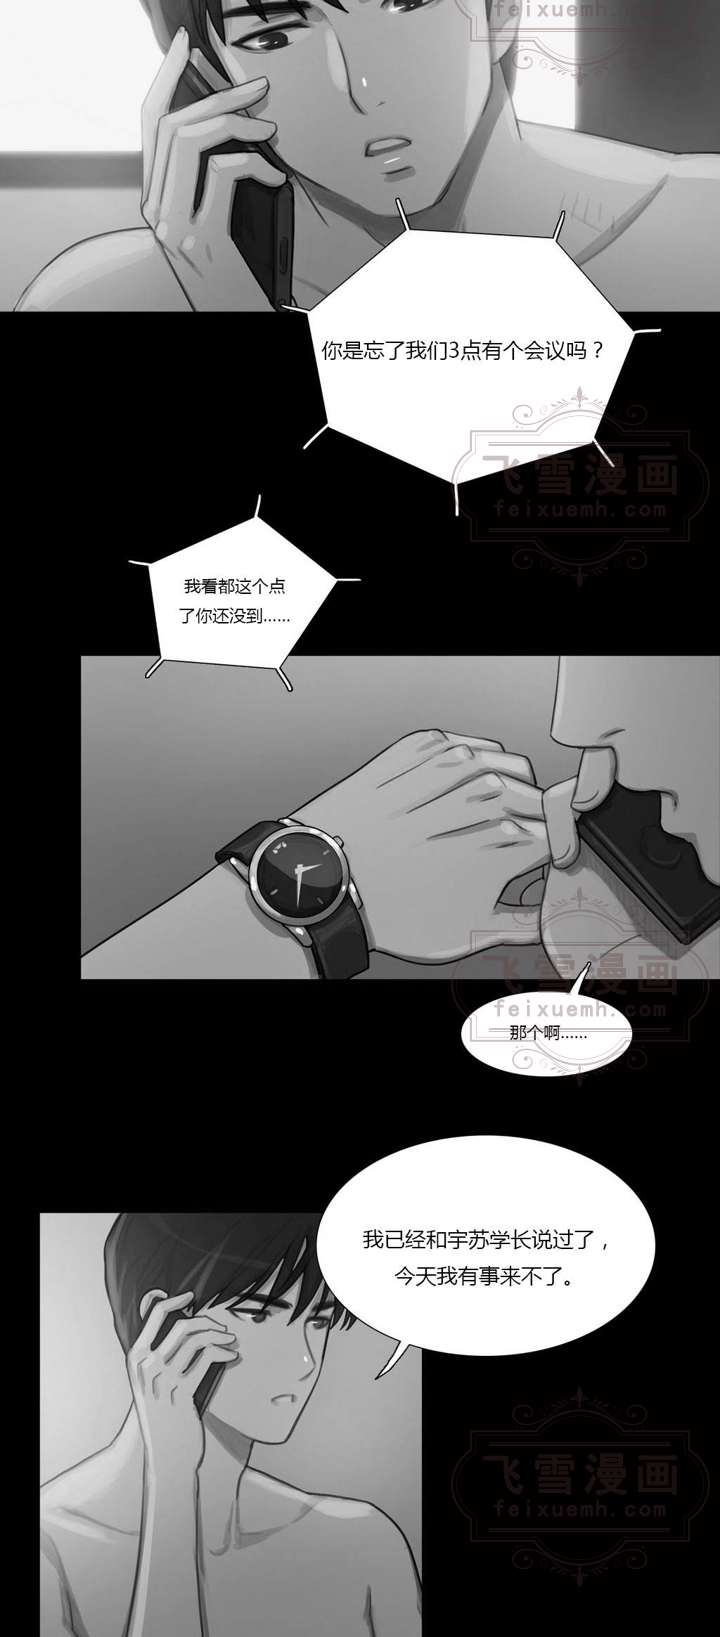 feixuemh.com
你是忘了我们3点有个会议吗？
飞雪漫画
feixuemh.com
我看都这个点
了你还没到……
飞雪漫画
feixuemh.com
那个啊……
我已经和宇苏学长说过了，
今天我有事来不了。
飞雪漫画
feixuemh.com